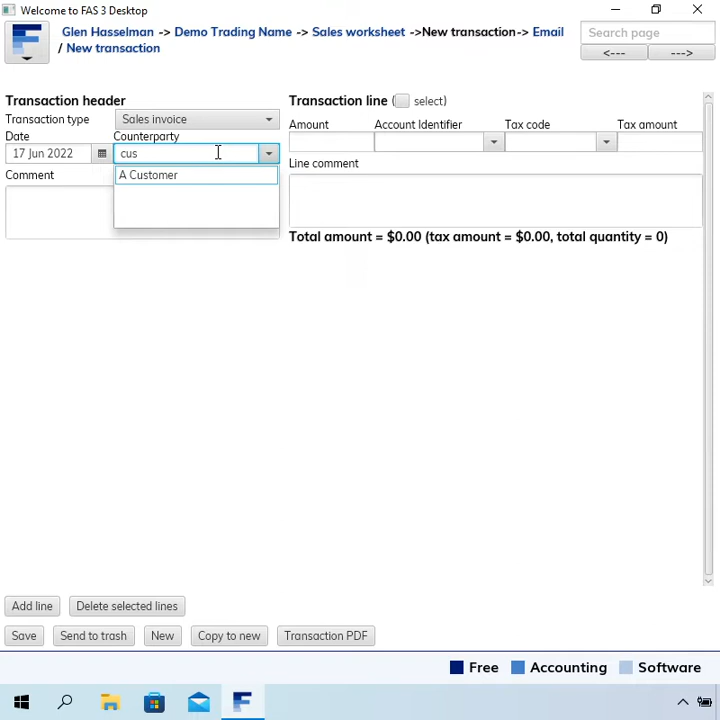 Welcome to FAS 3 Desktop
Glen Hasselman -> Demo Trading Name -> Sales worksheet ->New transaction-> Email
/ New transaction
Search page
<---
--->
Transaction header
Transaction line ( select)
Transaction type
Sales invoice
Amount
Account Identifier
Tax code
Tax amount
Date
Counterparty
17 Jun 2022
cus
A Customer
Comment
Line comment
Total amount = $0.00 (tax amount = $0.00, total quantity = 0)
Add line
Delete selected lines
Save
Send to trash
New
Copy to new
Transaction PDF
Free
Accounting
Software